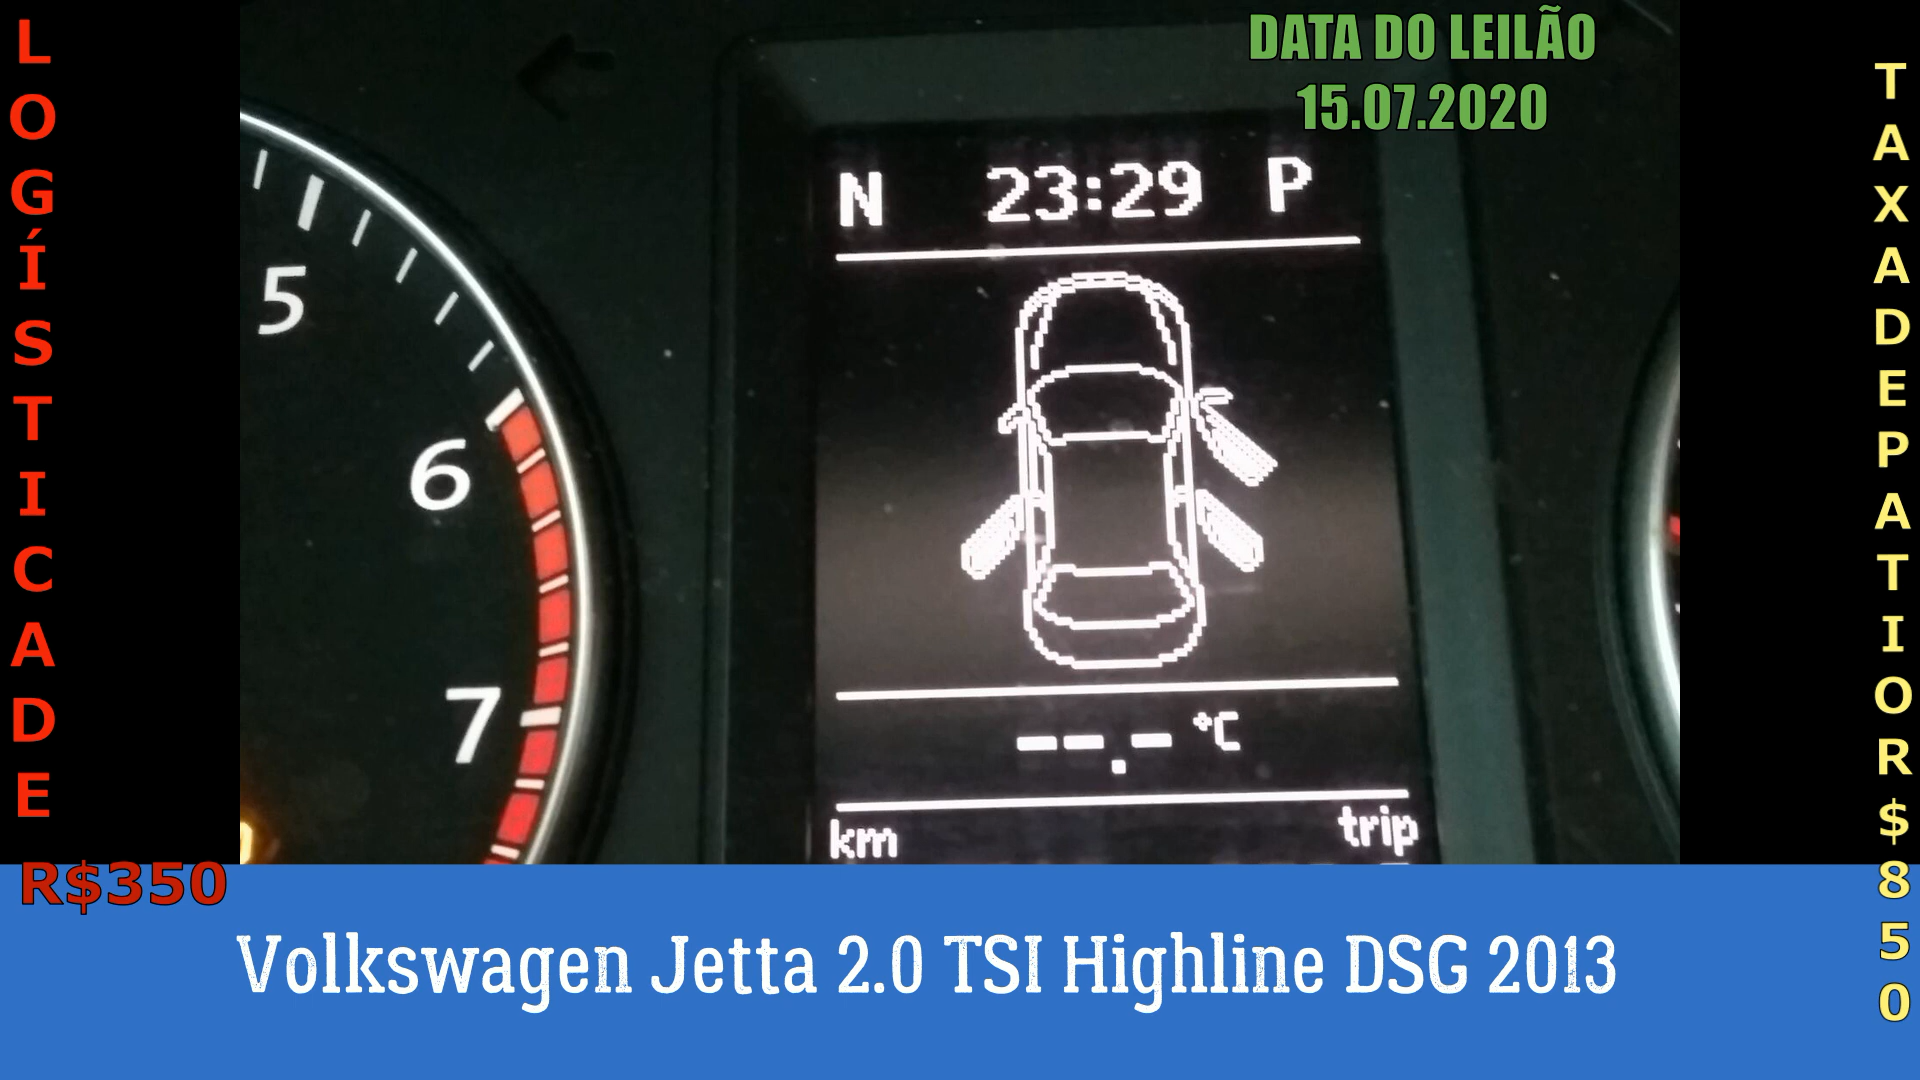 LOGÍSTICA DE
R$350
DATA DO LEILÃO
15.07.2020
TAXA DE PATIO R$850
N 23:29 P
5
6
7
--.- °C
km trip
Volkswagen Jetta 2.0 TSI Highline DSG 2013